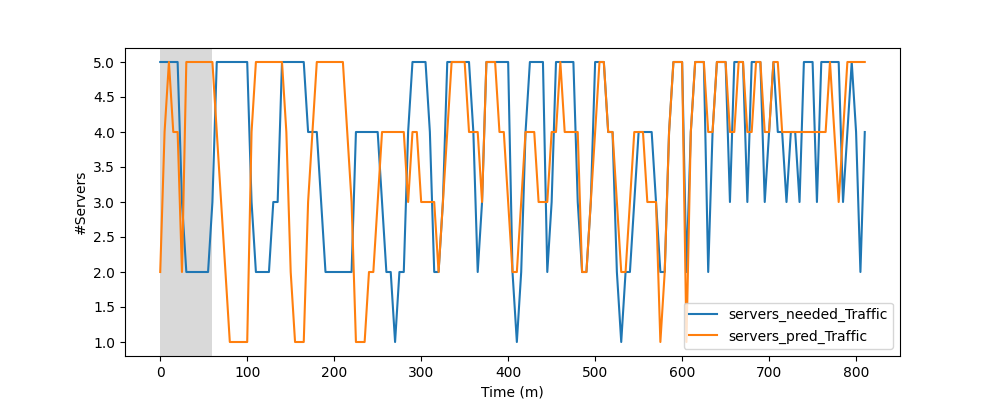 5.0
4.5
4.0
3.5
3.0
2.5
2.0
1.5
1.0
#Servers
0 100 200 300 400 500 600 700 800
Time (m)
servers_needed_Traffic
servers_pred_Traffic